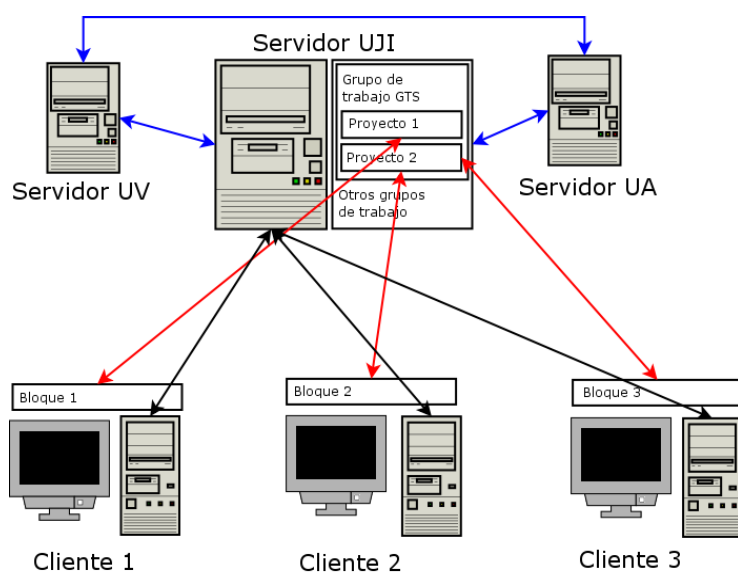 Servidor UJI
Grupo de
trabajo GTS
Proyecto 1
Proyecto 2
Otros grupos
de trabajo
Servidor UV
Servidor UA
Bloque 1
Bloque 2
Bloque 3
Cliente 1
Cliente 2
Cliente 3